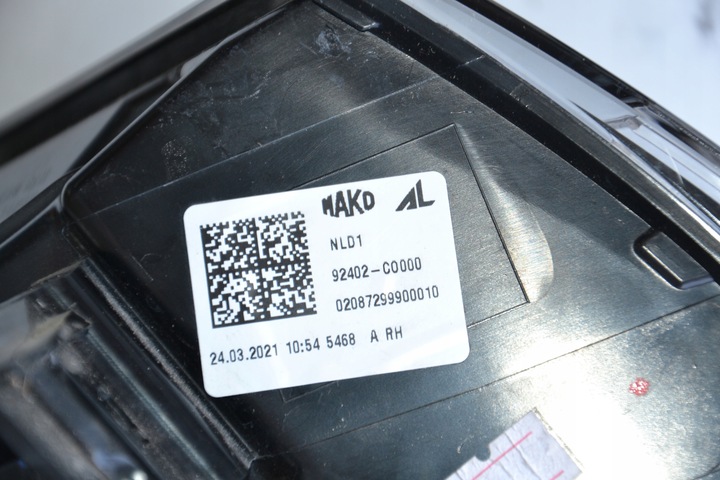 MAKO AL
NLD1
92402-C0000
02087299900010
24.03.2021 10:54 5468 A RH